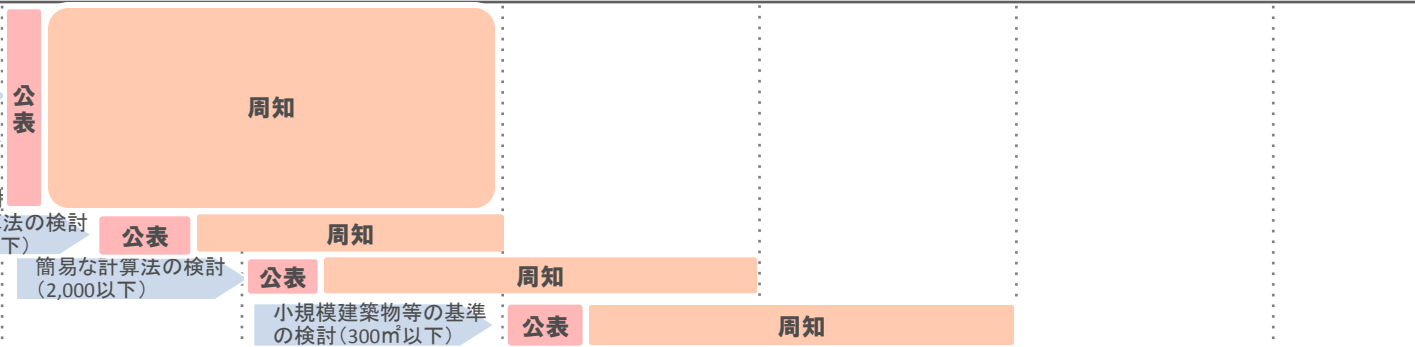 公表
周知
法の検討
下）
公表
周知
簡易な計算法の検討
（2,000以下）
公表
周知
小規模建築物等の基準
の検討（300㎡以下）
公表
周知